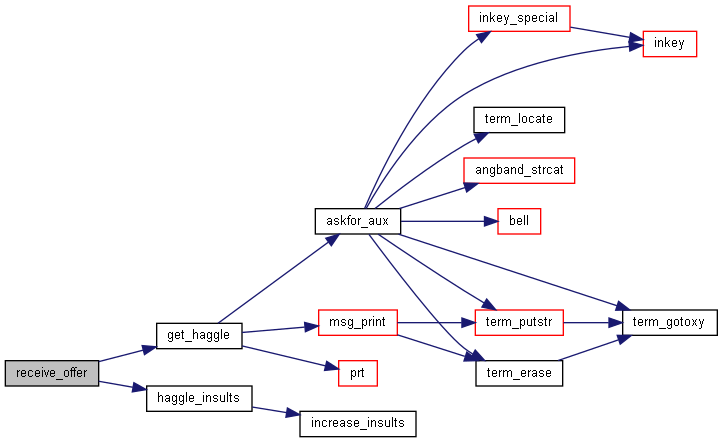 inkey_special
inkey
term_locate
angband_strcat
askfor_aux
bell
get_haggle
msg_print
term_putstr
term_gotoxy
receive_offer
prt
term_erase
haggle_insults
increase_insults